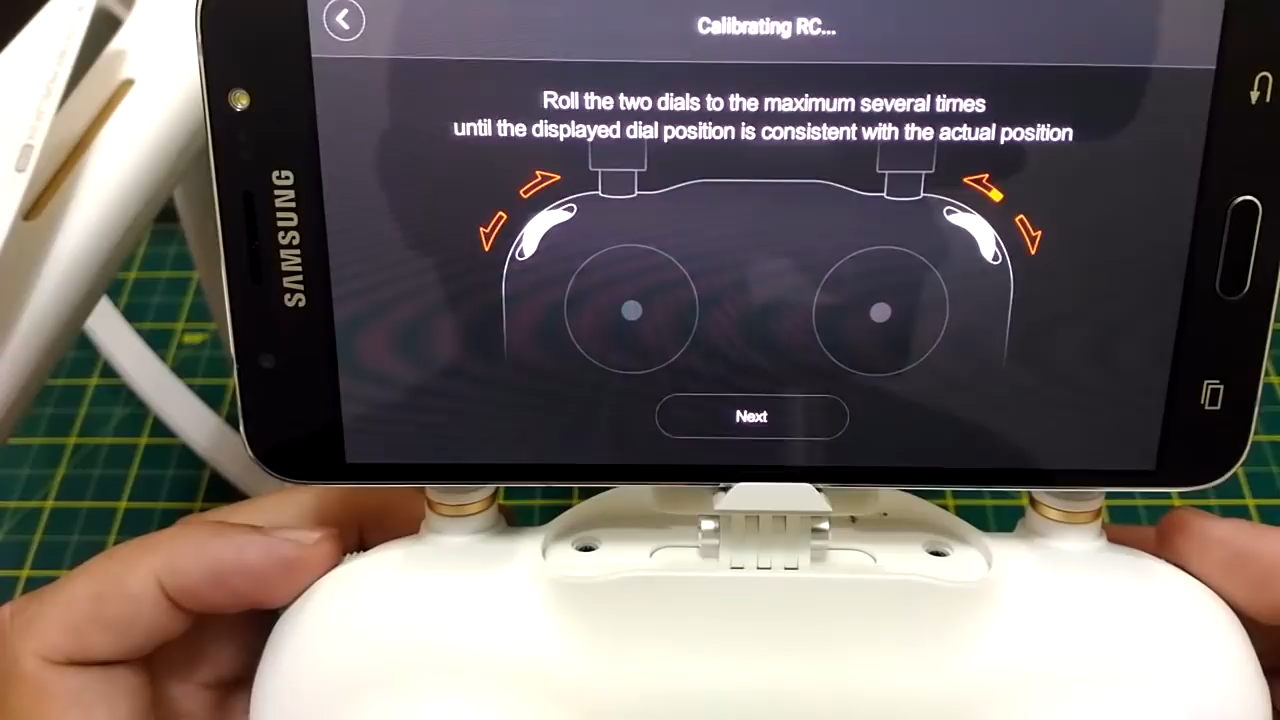 Calibrating RC...
Roll the two dials to the maximum several times
until the displayed dial position is consistent with the actual position
SAMSUNG
Next